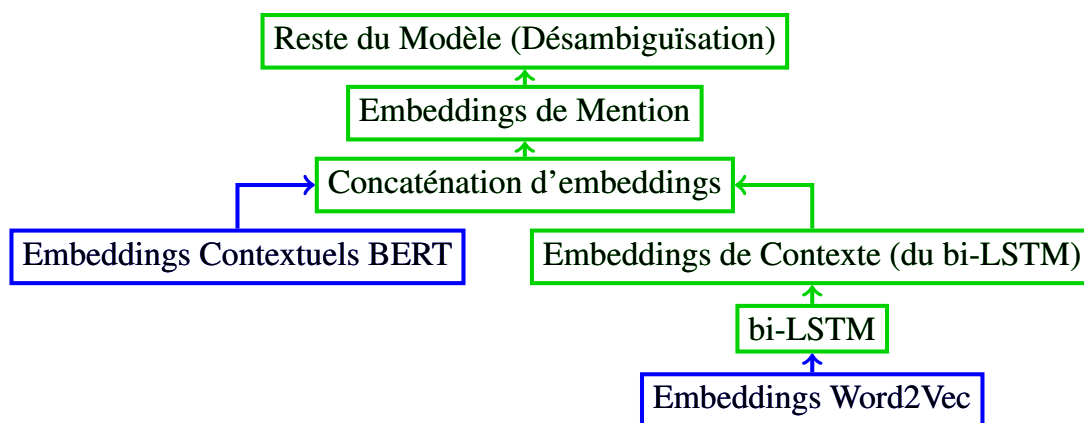 Reste du Modèle (Désambiguïsation)
Embeddings de Mention
Concaténation d'embeddings
Embeddings Contextuels BERT
Embeddings de Contexte (du bi-LSTM)
bi-LSTM
Embeddings Word2Vec